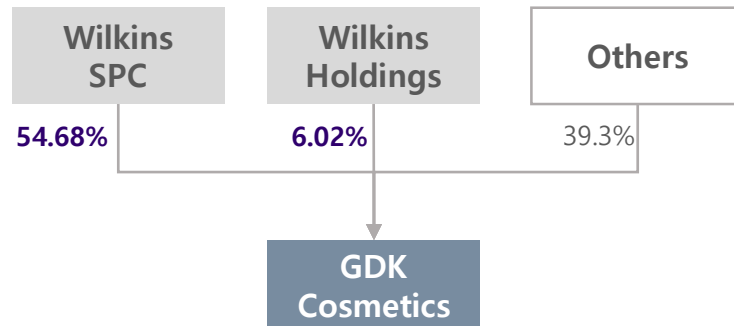 Wilkins
SPC
Wilkins
Holdings
Others
54.68%
6.02%
39.3%
GDK
Cosmetics